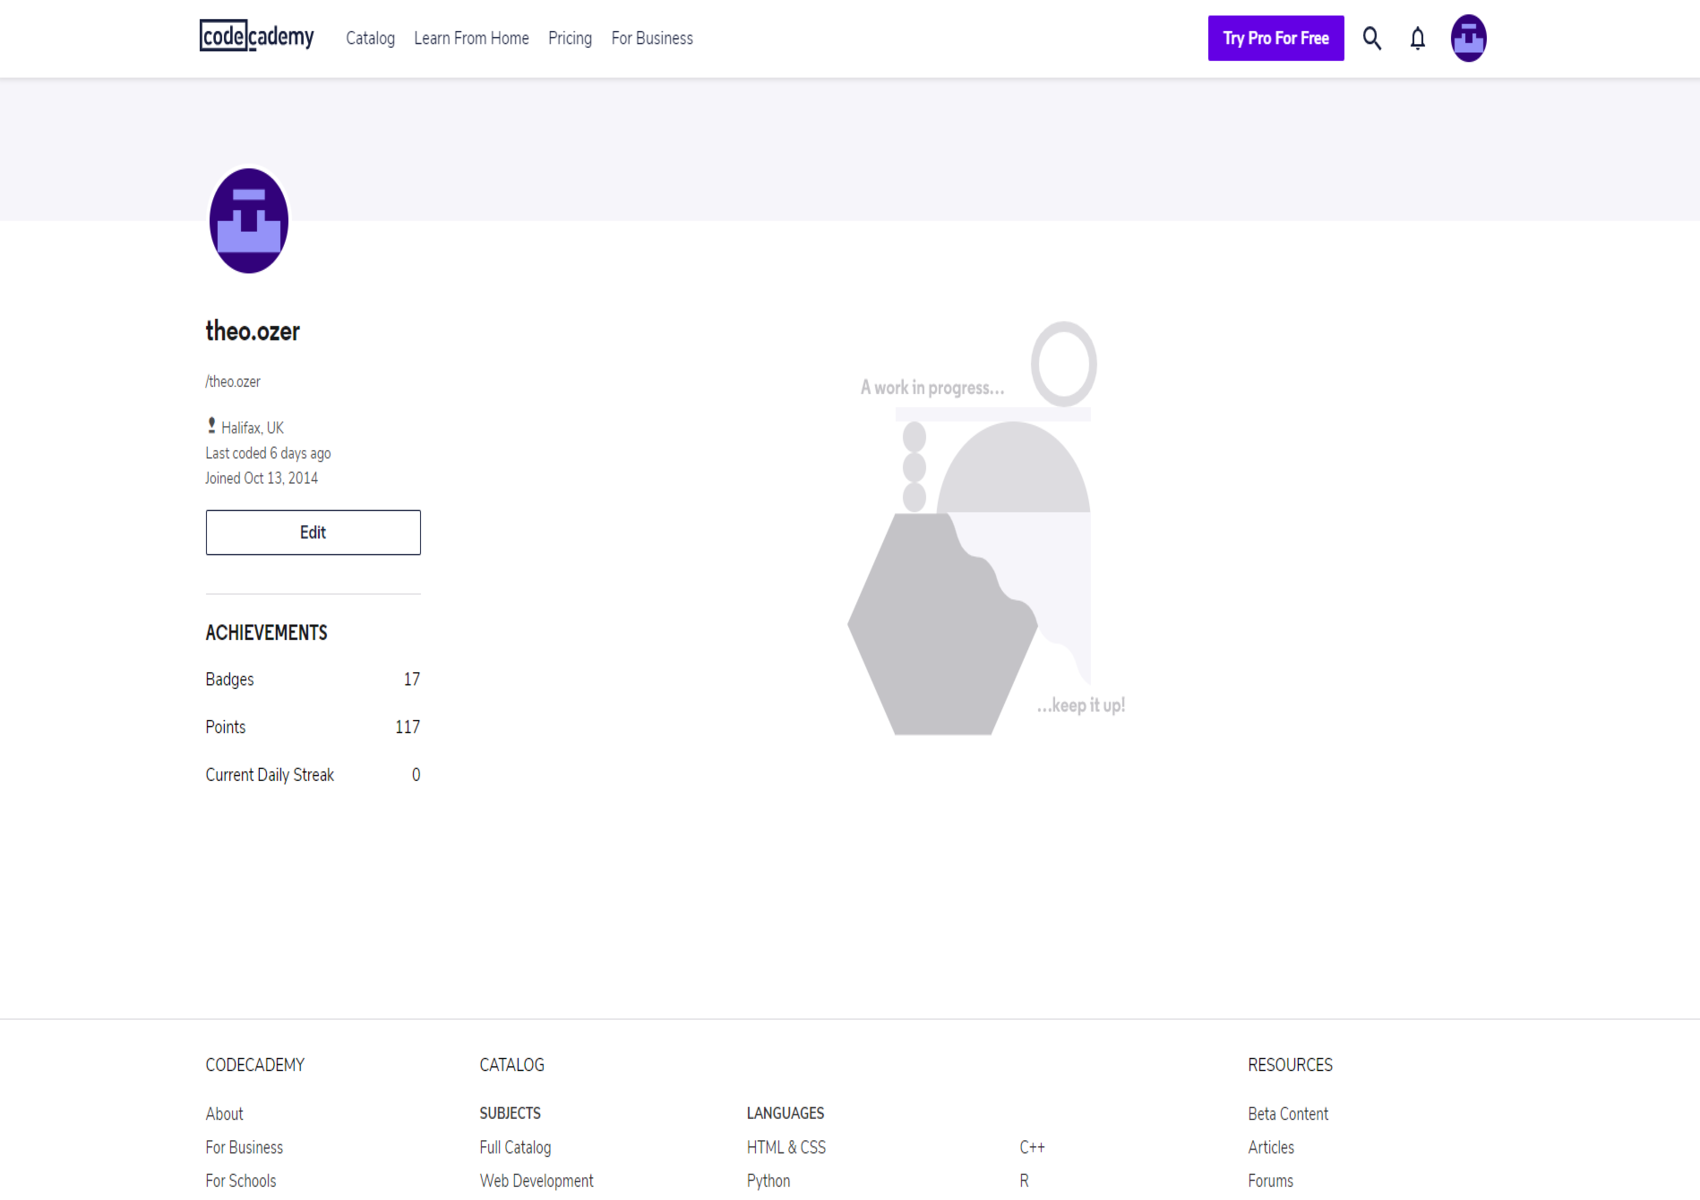 codecademy Catalog Learn From Home Pricing For Business Try Pro For Free
theo.ozer
/theo.ozer
Halifax, UK
Last coded 6 days ago
Joined Oct 13, 2014
Edit
ACHIEVEMENTS
Badges 17
Points 117
Current Daily Streak 0
A work in progress...
...keep it up!
CODECADEMY
About
For Business
For Schools
CATALOG
SUBJECTS
Full Catalog
Web Development
LANGUAGES
HTML & CSS
Python
C++
R
RESOURCES
Beta Content
Articles
Forums